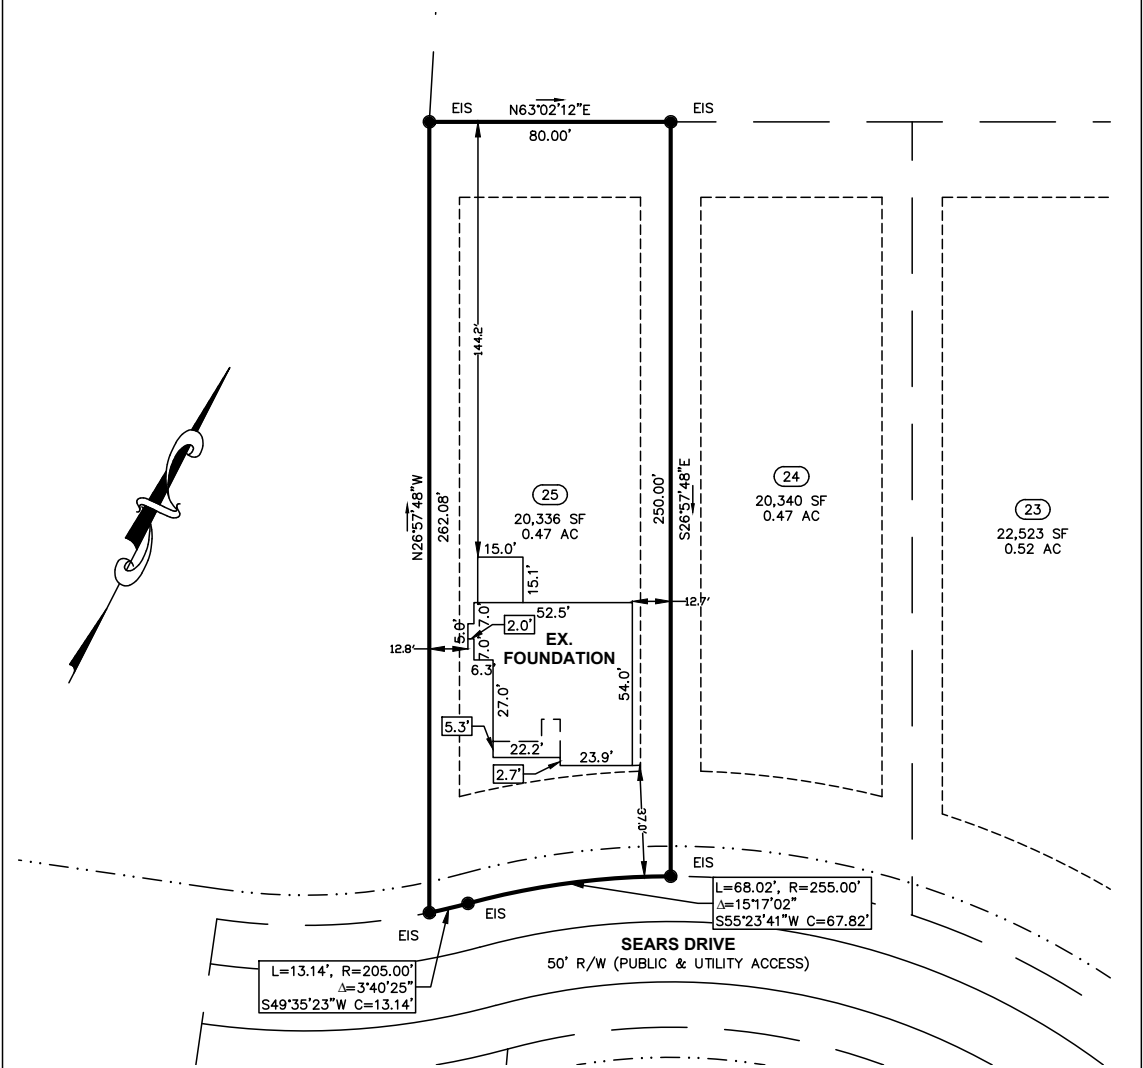 EIS
N63°02'12"E
EIS
80.00'
144.2'
N26°57'48"W
262.08'
250.00'
S26°57'48"E
25
20,336 SF
0.47 AC
24
20,340 SF
0.47 AC
23
22,523 SF
0.52 AC
15.0'
15.1'
52.5'
12.7'
7.0'
5.0'
2.0'
7.0'
12.8'
6.3'
EX.
FOUNDATION
54.0'
27.0'
5.3'
22.2'
2.7'
23.9'
37.0'
EIS
EIS
EIS
L=68.02', R=255.00'
Δ=15°17'02"
S55°23'41"W C=67.82'
SEARS DRIVE
50' R/W (PUBLIC & UTILITY ACCESS)
L=13.14', R=205.00'
Δ=3°40'25"
S49°35'23"W C=13.14'